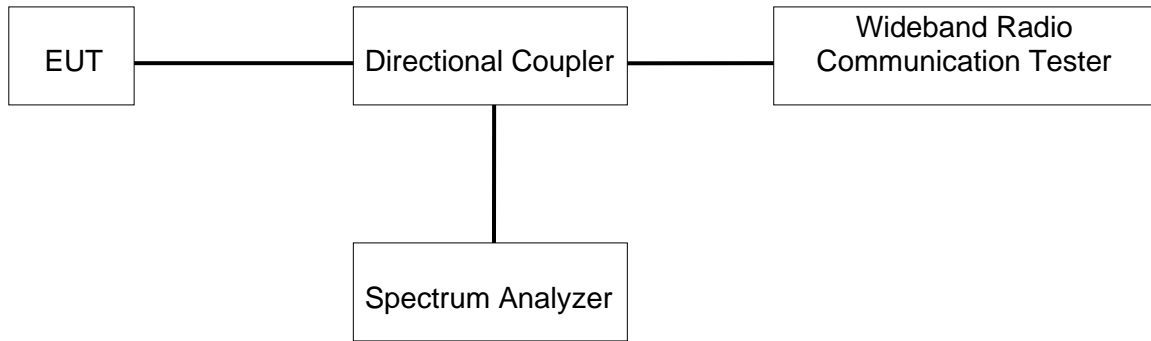 EUT
Directional Coupler
Wideband Radio
Communication Tester
Spectrum Analyzer